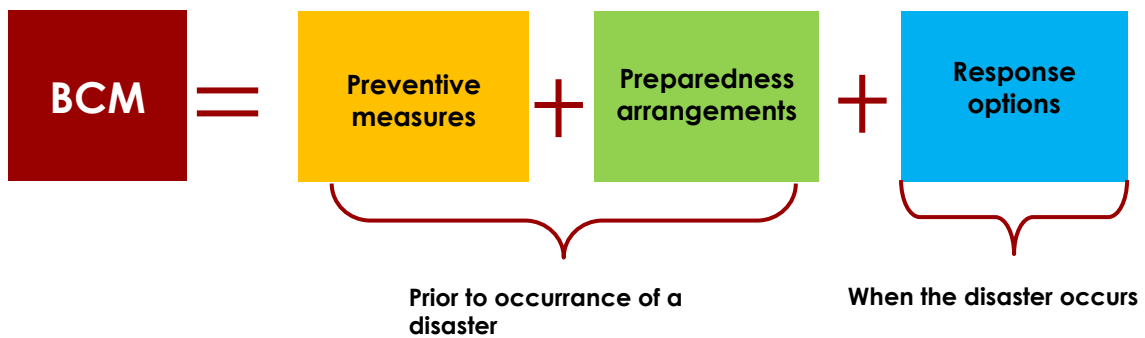 BCM
=
Preventive
measures
+
Preparedness
arrangements
+
Response
options
Prior to occurrance of a
disaster
When the disaster occurs